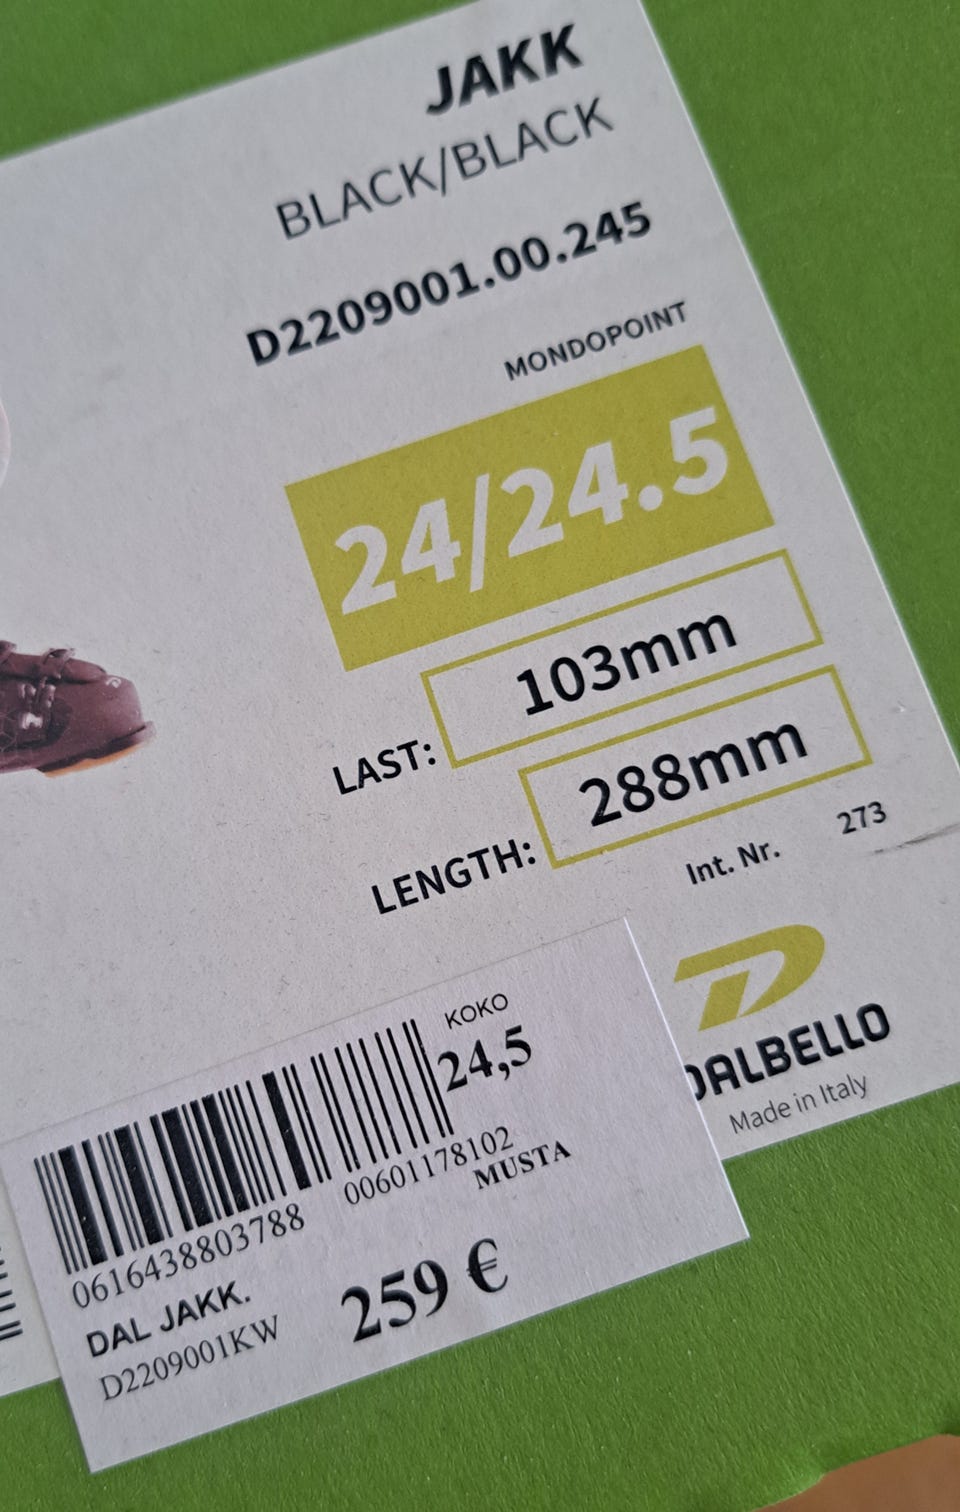 JAKK
BLACK/BLACK
D2209001.00.245
MONDOPOINT
24/24.5
LAST: 103mm
LENGTH: 288mm
Int. Nr. 273
DALBELLO
Made in Italy
KOKO
24,5
00601178102
MUSTA
0616438803788
DAL JAKK.
D2209001KW
259 €